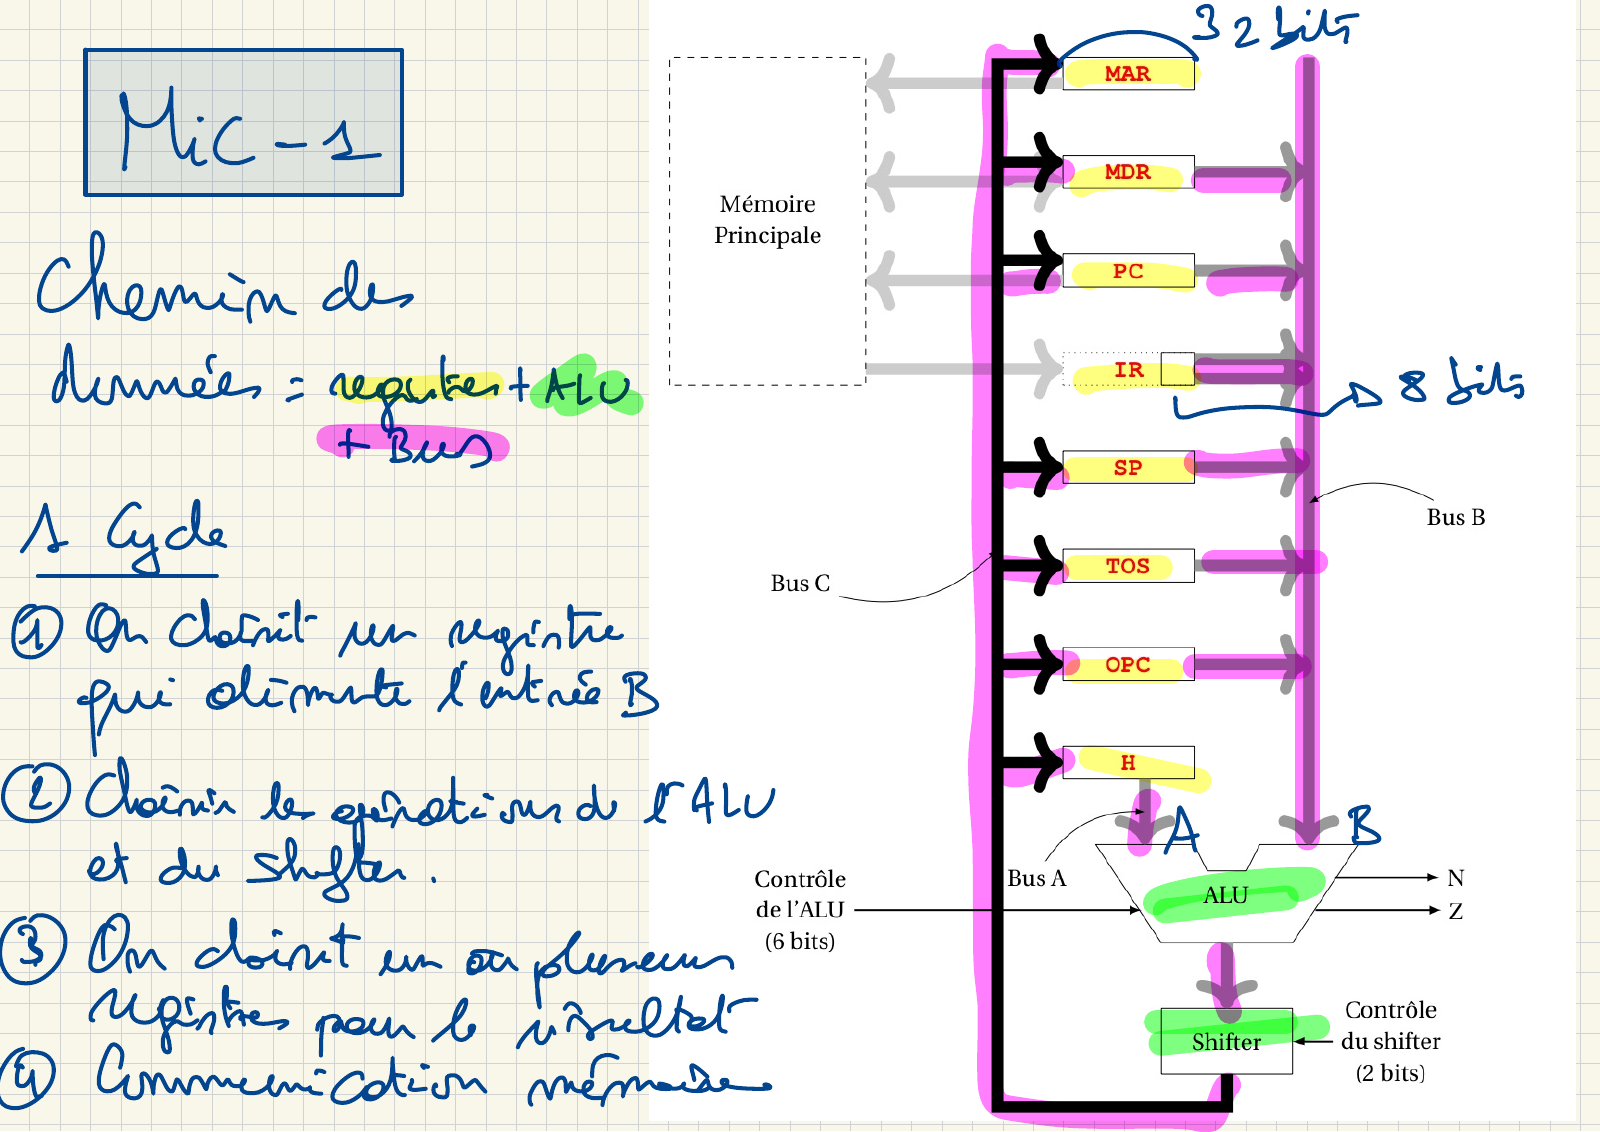 MiC-1
Chemin des
données = registres + ALU
+ Bus
1 Cycle
① On choisit un registre
qui alimente l'entrée B
② Choisir les opérations de l'ALU
et du shifter.
③ On choisit un ou plusieurs
registres pour le résultat
④ Communication mémoire
32 bits
MAR
MDR
Mémoire
Principale
PC
IR
8 bits
SP
Bus B
TOS
Bus C
OPC
H
A
B
Bus A
Contrôle
de l'ALU
(6 bits)
ALU
N
Z
Shifter
Contrôle
du shifter
(2 bits)